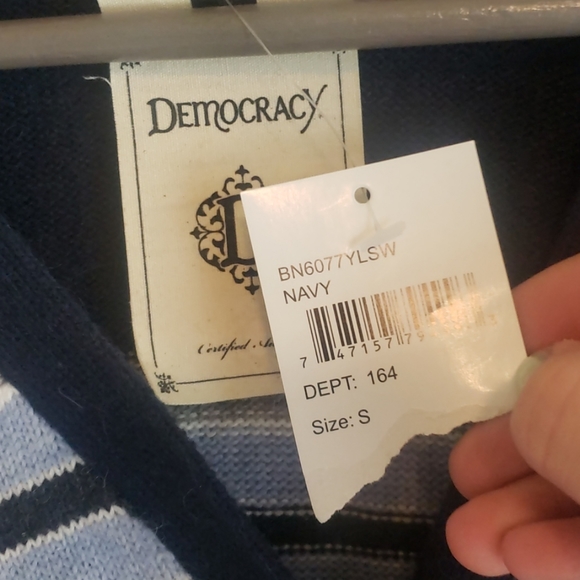 DEMOCRACY
D
Certified
BN6077YLSW
NAVY
7 47157 79
DEPT: 164
Size: S